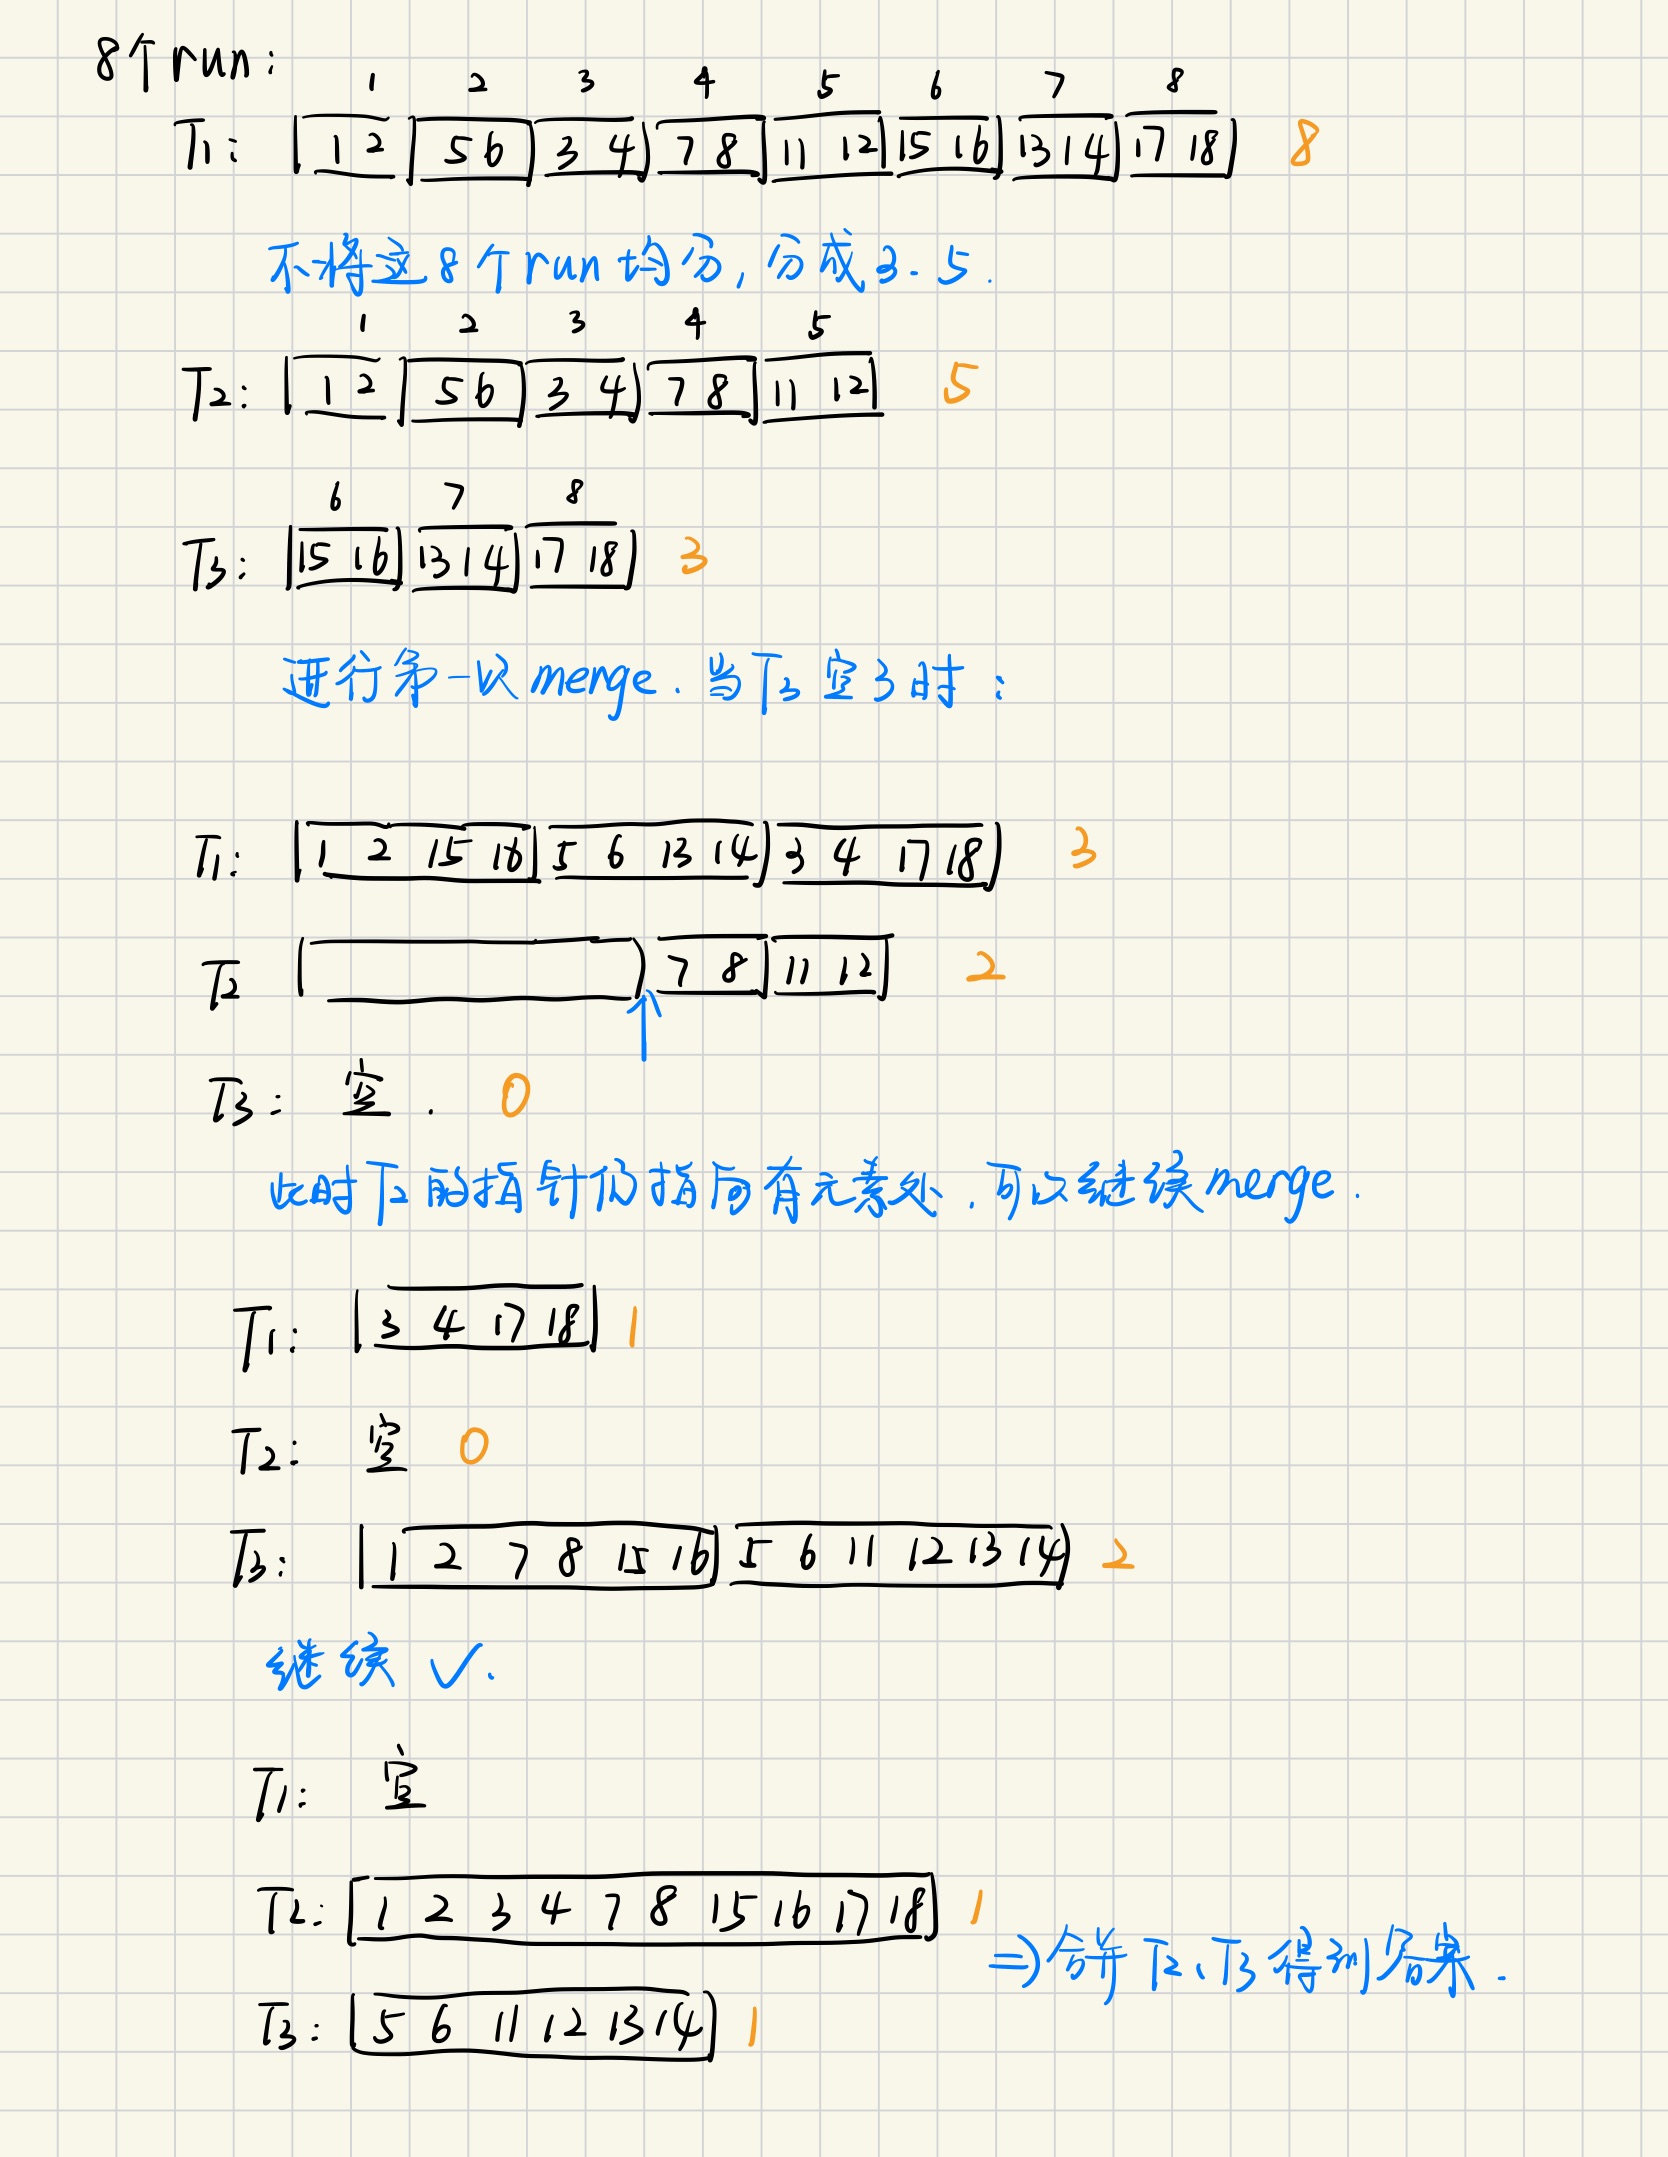 8个run:
1 2 3 4 5 6 7 8
T1: 1 2 5 6 3 4 7 8 11 12 15 16 13 14 17 18 8
不将这8个run均分,分成3.5.
1 2 3 4 5
T2: 1 2 5 6 3 4 7 8 11 12 5
6 7 8
T3: 15 16 13 14 17 18 3
进行第一次merge.当T3空了时:
T1: 1 2 15 16 5 6 13 14 3 4 17 18 3
T2 7 8 11 12 2
T3: 空. 0
此时T2的指针仍指向有元素处,可以继续merge.
T1: 3 4 17 18 1
T2: 空 0
T3: 1 2 7 8 15 16 5 6 11 12 13 14 2
继续✓.
T1: 空
T2: 1 2 3 4 7 8 15 16 17 18 1
⇒合并T2、T3得到答案.
T3: 5 6 11 12 13 14 1